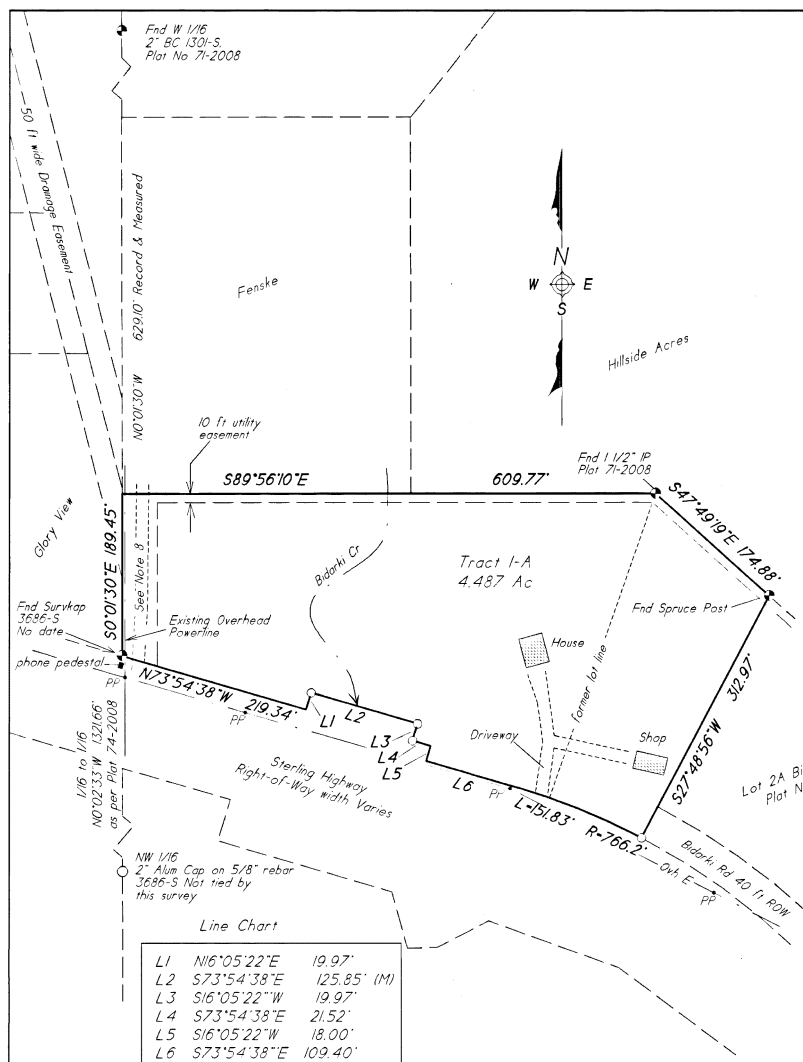 Fnd W 1/16
2" BC 1301-S,
Plat No 71-2008
50 ft wide Drainage Easement
629.10' Record & Measured
N0°01'30"W
Fenske
N
W E
S
Hillside Acres
10 ft utility
easement
S89°56'10"E 609.77'
Fnd 1 1/2" IP
Plat 71-2008
S47°49'19"E 174.88'
Glory View
S0°01'30"E 189.45'
See Note 8
Bidarki Cr
Tract 1-A
4.487 Ac
Fnd Spruce Post
Fnd Survkap
3686-S
No date
Existing Overhead
Powerline
phone pedestal
PP
House
former lot line
S27°48'56"W 312.97'
N73°54'38"W 219.34'
PP
L1
L2
L3
L4
L5
L6
Driveway
Shop
Sterling Highway
Right-of-Way width Varies
PP
L=151.83'
R=766.2'
Lot 2A Bi
Plat N
1/16 to 1/16
N0°02'33"W 1321.66'
as per Plat 74-2008
Bidarki Rd 40 ft ROW
Ovh E
PP
NW 1/16
2" Alum Cap on 5/8" rebar
3686-S Not tied by
this survey
Line Chart
L1 N16°05'22"E 19.97'
L2 S73°54'38"E 125.85' (M)
L3 S16°05'22"W 19.97'
L4 S73°54'38"E 21.52'
L5 S16°05'22"W 18.00'
L6 S73°54'38"E 109.40'